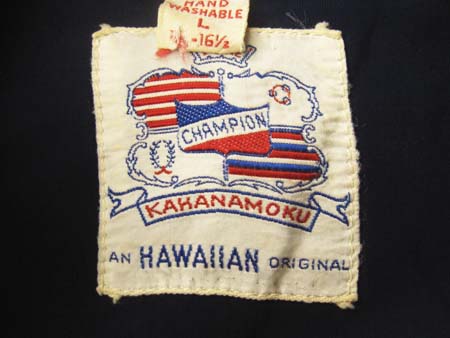 HAND
WASHABLE
L
-16½
CHAMPION
KAHANAMOKU
AN HAWAIIAN ORIGINAL